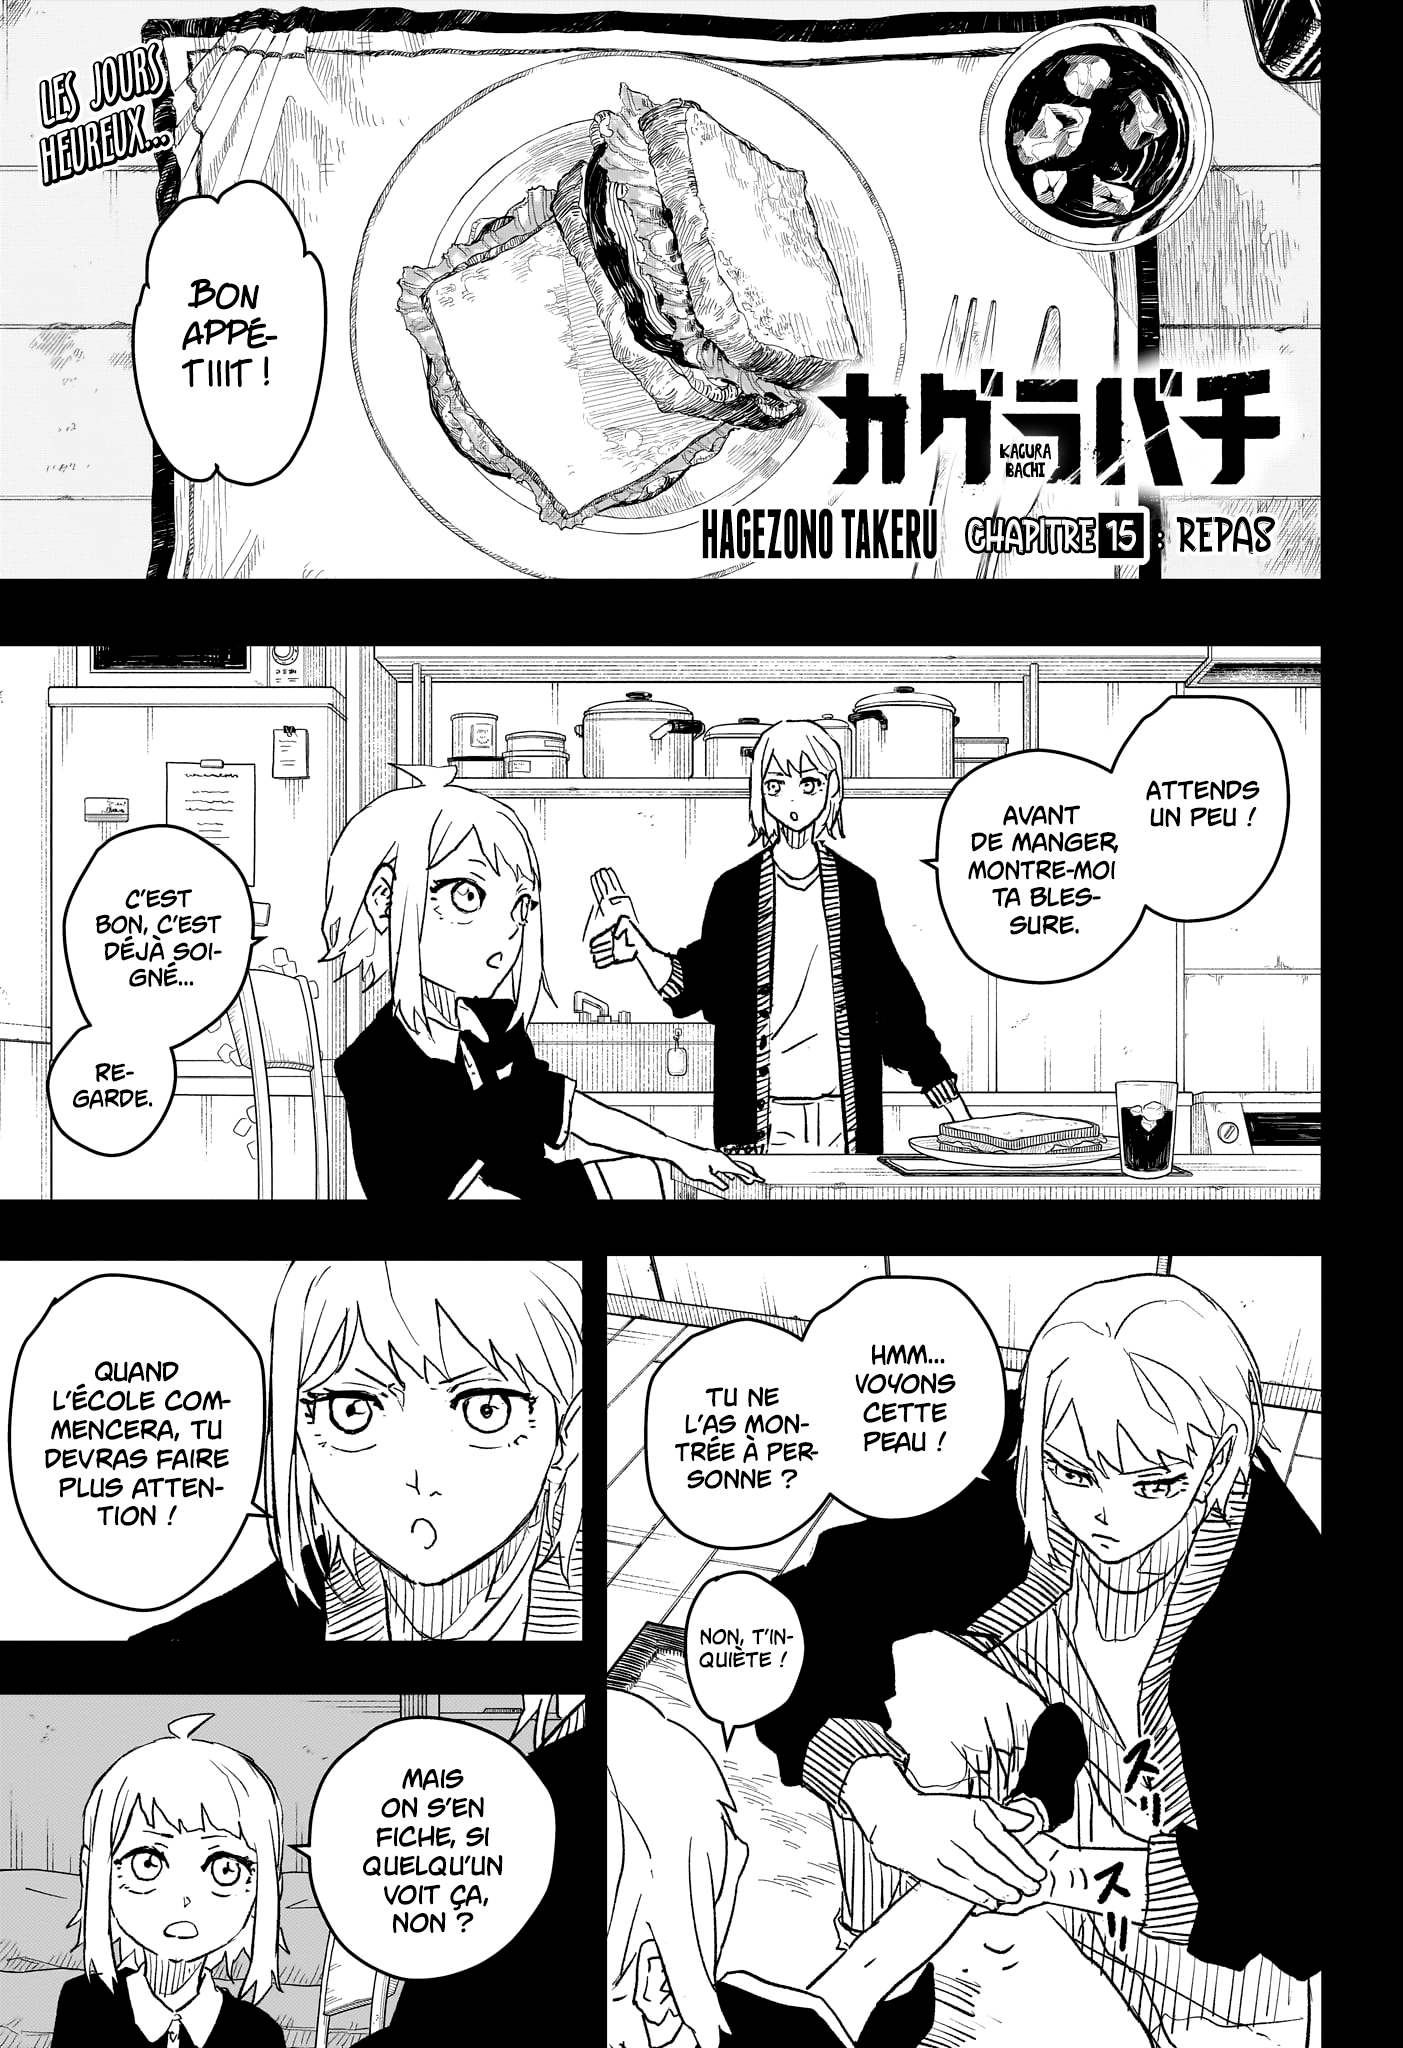 LES JOURS
HEUREUX...
BON
APPÉ-
TIIIT !
カグラバチ
KAGURA
BACHI
HAGEZONO TAKERU
CHAPITRE 15 : REPAS
ATTENDS
UN PEU !
AVANT
DE MANGER,
MONTRE-MOI
TA BLES-
SURE.
C'EST
BON, C'EST
DÉJÀ SOI-
GNÉ...
RE-
GARDE.
HMM...
VOYONS
CETTE
PEAU !
TU NE
L'AS MON-
TRÉE À PER-
SONNE ?
NON, T'IN-
QUIÈTE !
ス
リ
ス
リ
QUAND
L'ÉCOLE COM-
MENCERA, TU
DEVRAS FAIRE
PLUS ATTEN-
TION !
MAIS
ON S'EN
FICHE, SI
QUELQU'UN
VOIT ÇA,
NON ?